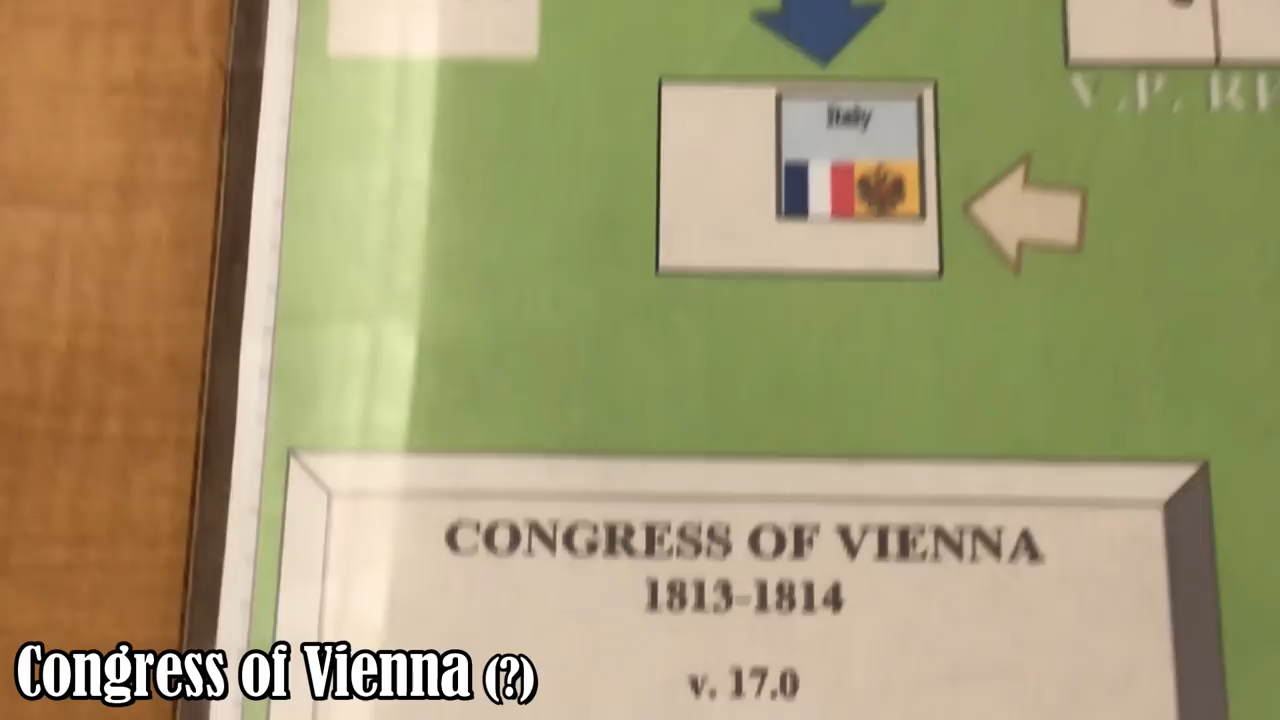 Italy
CONGRESS OF VIENNA
1813-1814
v. 17.0
Congress of Vienna (?)